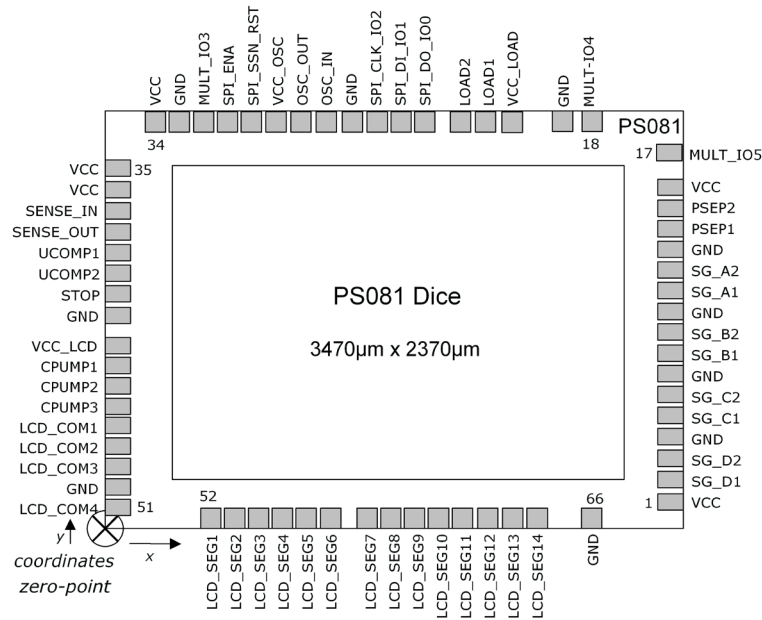 VCC
GND
MULT_IO3
SPI_ENA
SPI_SSN_RST
VCC_OSC
OSC_OUT
OSC_IN
GND
SPI_CLK_IO2
SPI_DI_IO1
SPI_DO_IO0
LOAD2
LOAD1
VCC_LOAD
GND
MULT-IO4
PS081
34
18
17
MULT_IO5
VCC
35
VCC
SENSE_IN
SENSE_OUT
UCOMP1
UCOMP2
STOP
GND
VCC_LCD
CPUMP1
CPUMP2
CPUMP3
LCD_COM1
LCD_COM2
LCD_COM3
GND
LCD_COM4
51
PS081 Dice
3470µm x 2370µm
VCC
PSEP2
PSEP1
GND
SG_A2
SG_A1
GND
SG_B2
SG_B1
GND
SG_C2
SG_C1
GND
SG_D2
SG_D1
1
VCC
52
66
y
x
coordinates
zero-point
LCD_SEG1
LCD_SEG2
LCD_SEG3
LCD_SEG4
LCD_SEG5
LCD_SEG6
LCD_SEG7
LCD_SEG8
LCD_SEG9
LCD_SEG10
LCD_SEG11
LCD_SEG12
LCD_SEG13
LCD_SEG14
GND